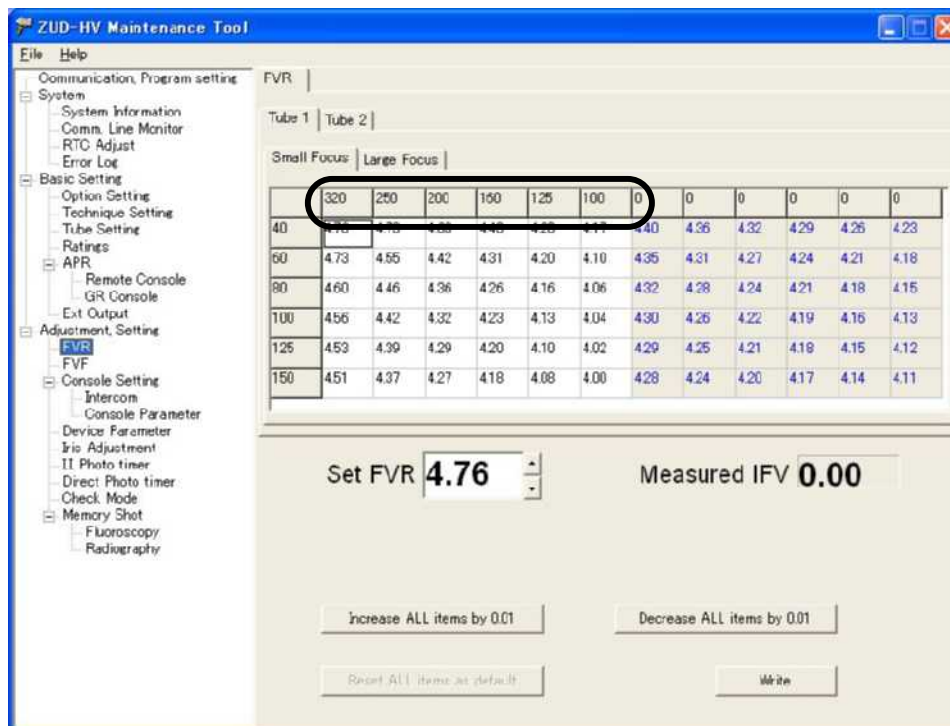 ZUD-HV Maintenance Tool
File Help
Communication, Program setting
System
System Information
Comm. Line Monitor
RTC Adjust
Error Log
Basic Setting
Option Setting
Technique Setting
Tube Setting
Ratings
APR
Remote Console
GR Console
Ext Output
Adjustment, Setting
FVR
FVF
Console Setting
Intercom
Console Parameter
Device Parameter
Iris Adjustment
II Photo timer
Direct Photo timer
Check Mode
Memory Shot
Fluoroscopy
Radiography
FVR
Tube 1 Tube 2
Small Focus Large Focus
320 250 200 160 125 100 0 0 0 0 0 0
40 4.40 4.36 4.32 4.29 4.26 4.23
60 4.73 4.55 4.42 4.31 4.20 4.10 4.35 4.31 4.27 4.24 4.21 4.18
80 4.60 4.46 4.36 4.26 4.16 4.06 4.32 4.28 4.24 4.21 4.18 4.15
100 4.56 4.42 4.32 4.23 4.13 4.04 4.30 4.26 4.22 4.19 4.16 4.13
125 4.53 4.39 4.29 4.20 4.10 4.02 4.29 4.25 4.21 4.18 4.15 4.12
150 4.51 4.37 4.27 4.18 4.08 4.00 4.28 4.24 4.20 4.17 4.14 4.11
Set FVR 4.76
Measured IFV 0.00
Increase ALL items by 0.01
Decrease ALL items by 0.01
Reset ALL items as default
Write